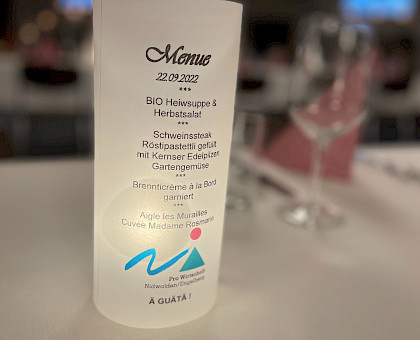 Menue
22.09.2022
***
BIO Heiwsuppe &
Herbstsalat
***
Schweinssteak
Röstipastettli gefüllt
mit Kernser Edelpilzen
Gartengemüse
***
Brennticrème à la Bord
garniert
***
Aigle les Murailles
Cuvée Madame Rosmarie
Pro Wirtschaft
Nidwalden/Engelberg
Ä GUÄTÄ !